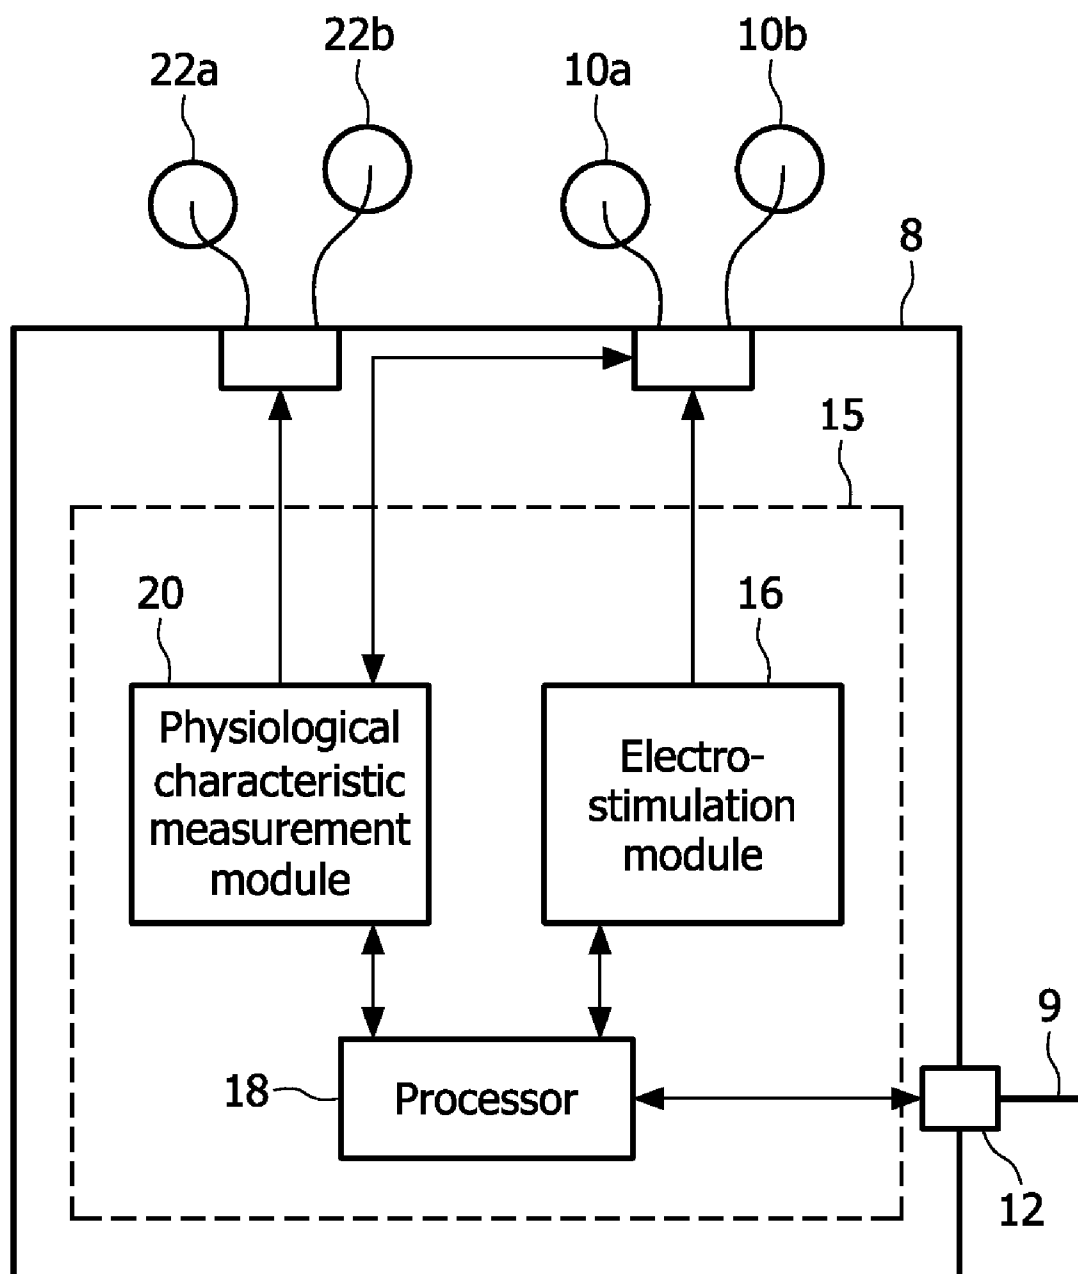 22a
22b
10a
10b
8
15
20
16
Physiological
characteristic
measurement
module
Electro-
stimulation
module
9
18
Processor
12